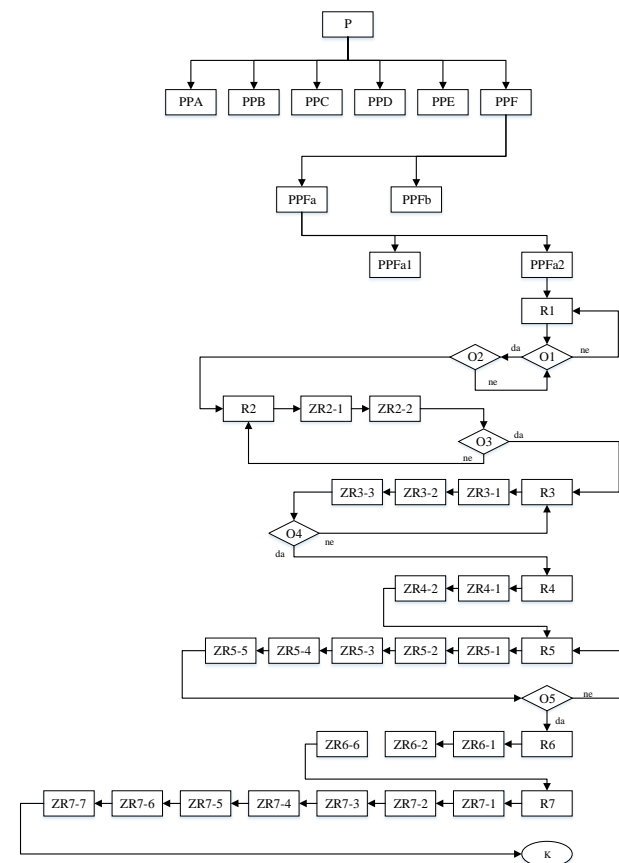 P
PPA PPB PPC PPD PPE PPF
PPFa PPFb
PPFa1 PPFa2
R1
O2 da O1 ne
ne
R2 ZR2-1 ZR2-2
O3 da
ne
ZR3-3 ZR3-2 ZR3-1 R3
O4 ne
da
ZR4-2 ZR4-1 R4
ZR5-5 ZR5-4 ZR5-3 ZR5-2 ZR5-1 R5
O5 ne
da
ZR6-6 ZR6-2 ZR6-1 R6
ZR7-7 ZR7-6 ZR7-5 ZR7-4 ZR7-3 ZR7-2 ZR7-1 R7
K